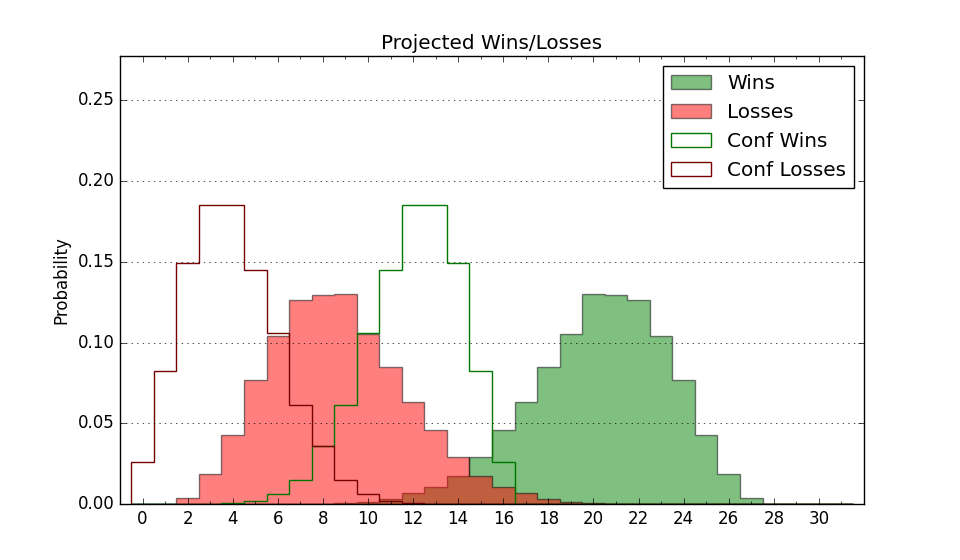 Projected Wins/Losses
Wins
Losses
Conf Wins
Conf Losses
Probability
0.25
0.20
0.15
0.10
0.05
0.00
0 2 4 6 8 10 12 14 16 18 20 22 24 26 28 30